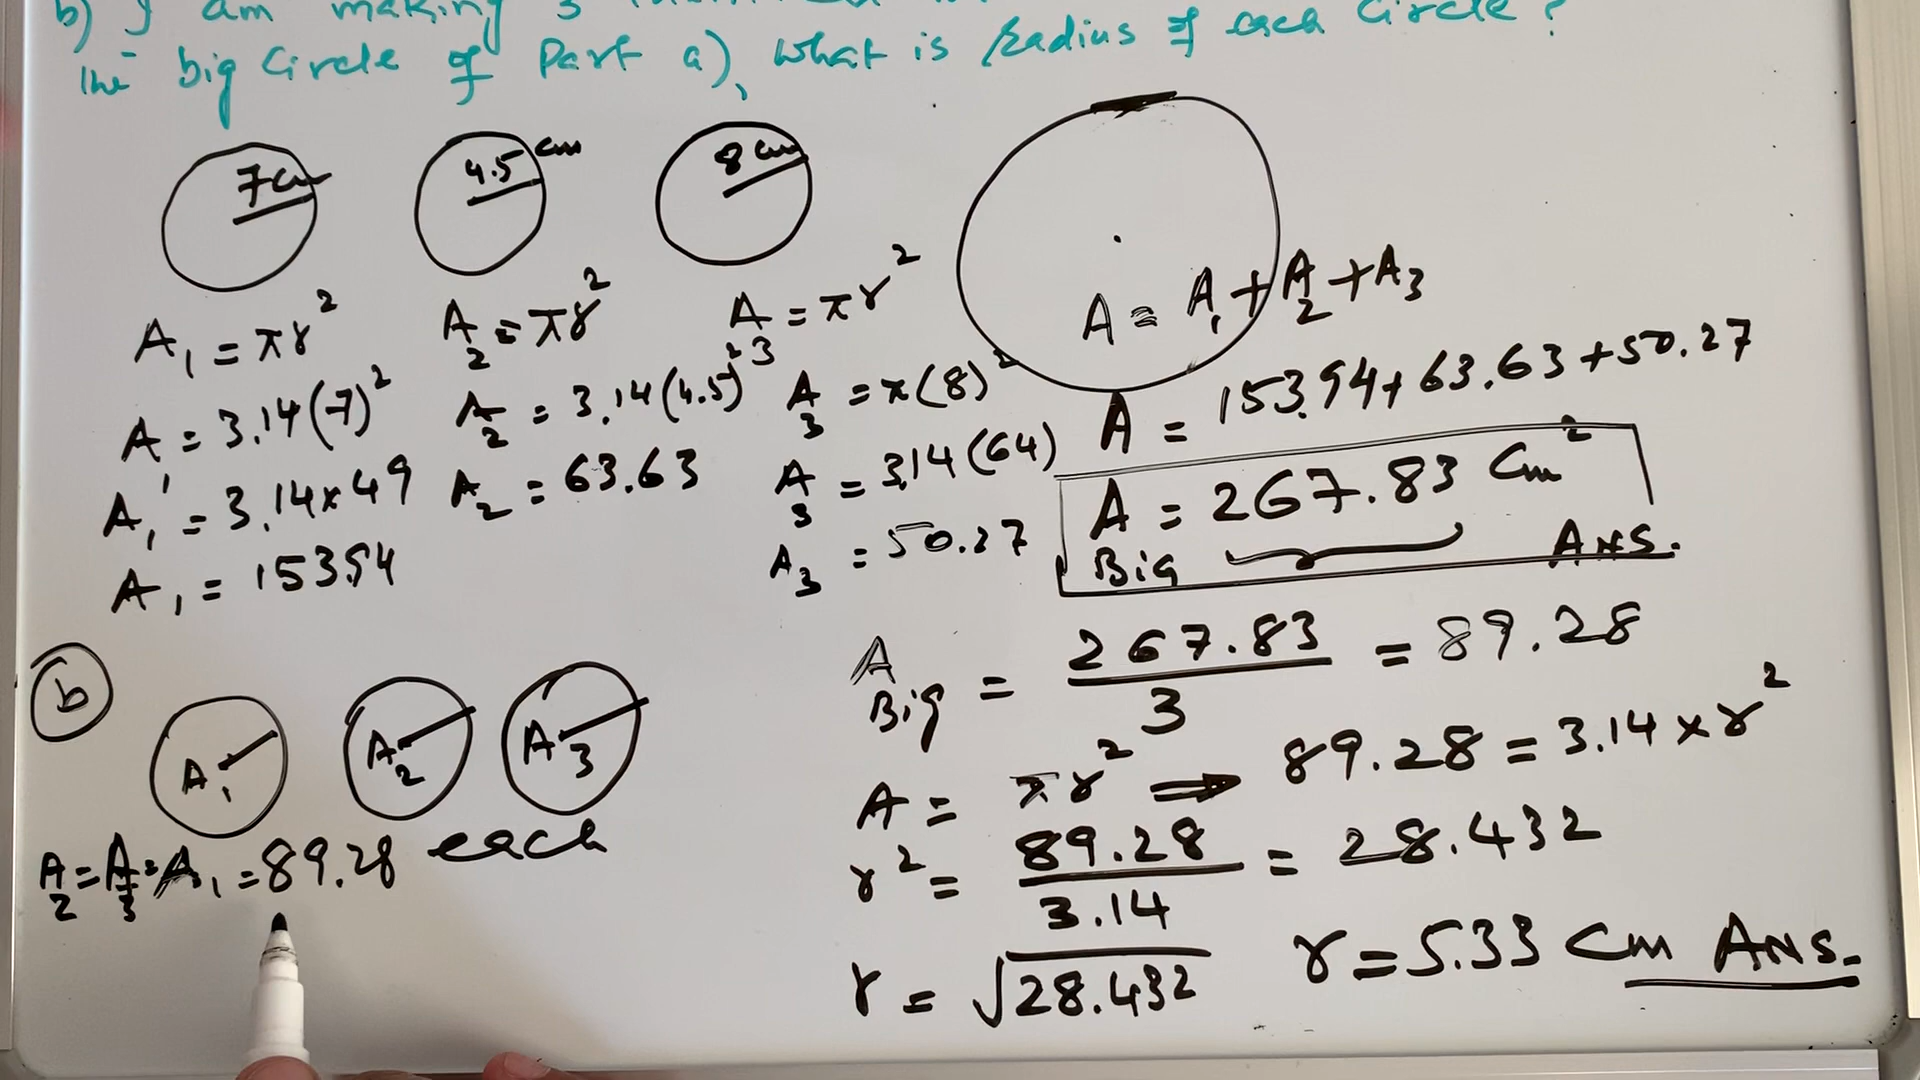 b) I am making 3
the big Circle of Part a), What is radius of each Circle?
7cm
4.5 cm
8 cm
A₁ = πr²
A₁ = 3.14(7)²
A₁ = 3.14×49
A₁ = 153.94
A₂ = πr²
A₂ = 3.14(4.5)²
A₂ = 63.63
A₃ = πr²
A₃ = π(8)²
A₃ = 3.14(64)
A₃ = 50.27
A = A₁+A₂+A₃
A = 153.94+63.63+50.27
A Big = 267.83 Cm² ANS.
b
A₁
A₂
A₃
A₂=A₃=A₁=89.28 each
A Big = 267.83/3 = 89.28
A = πr² ⇒ 89.28 = 3.14×r²
r² = 89.28/3.14 = 28.432
r = √28.432 r = 5.33 Cm ANS.